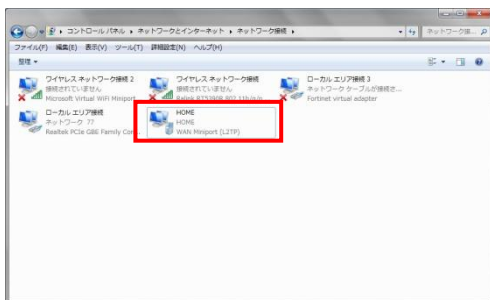 コントロール パネル ▸ ネットワークとインターネット ▸ ネットワーク接続 ▸
ネットワーク接...
ファイル(F) 編集(E) 表示(V) ツール(T) 詳細設定(N) ヘルプ(H)
整理
ワイヤレス ネットワーク接続 2
接続されていません
Microsoft Virtual WiFi Miniport...
ワイヤレス ネットワーク接続
接続されていません
Ralink 802.11b/g/n
ローカル エリア接続 3
ネットワーク ケーブルが接続さ...
Fortinet virtual adapter
ローカル エリア接続
ネットワーク 77
Realtek PCIe GBE Family Con...
HOME
HOME
WAN Miniport (L2TP)